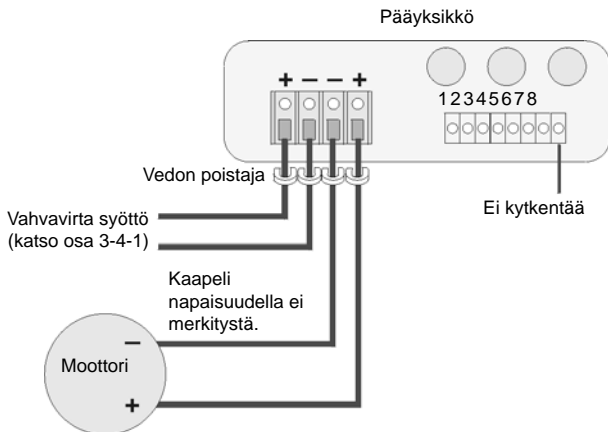 Pääyksikkö
+ – – +
12345678
Vedon poistaja
Ei kytkentää
Vahvavirta syöttö
(katso osa 3-4-1)
Kaapeli
napaisuudella ei
merkitystä.
–
Moottori
+